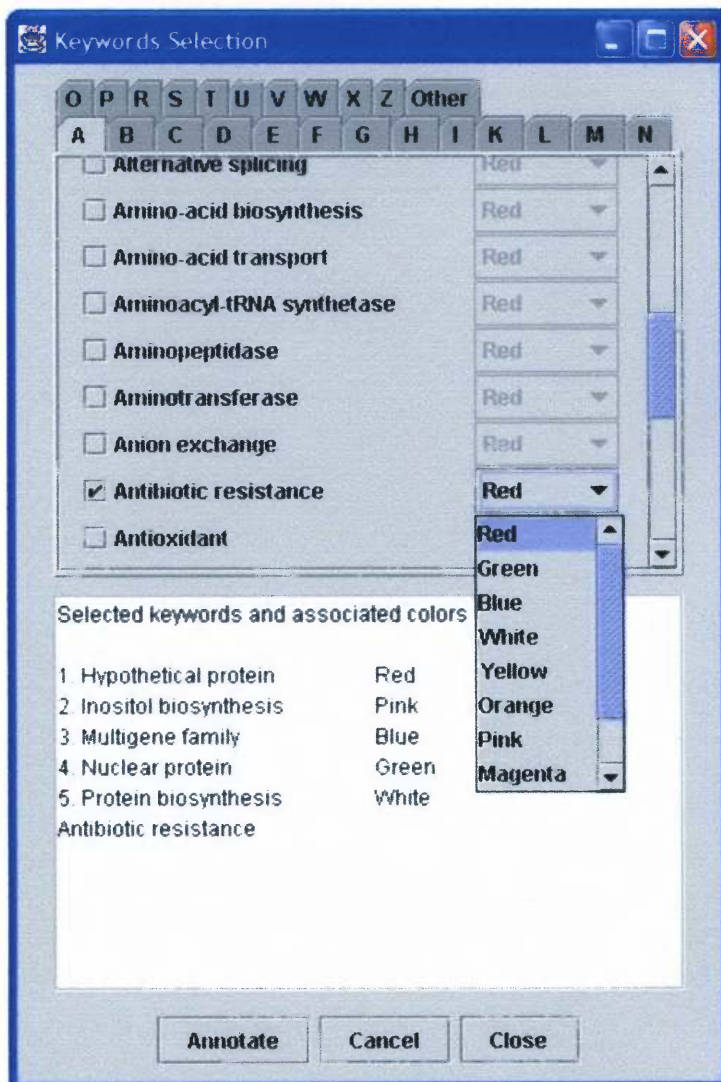 Keywords Selection
O P R S T U V W X Z Other
A B C D E F G H I K L M N
Alternative splicing Red
Amino-acid biosynthesis Red
Amino-acid transport Red
Aminoacyl-tRNA synthetase Red
Aminopeptidase Red
Aminotransferase Red
Anion exchange Red
Antibiotic resistance Red
Antioxidant
Red
Green
Blue
White
Yellow
Orange
Pink
Magenta
Selected keywords and associated colors
1. Hypothetical protein Red
2. Inositol biosynthesis Pink
3. Multigene family Blue
4. Nuclear protein Green
5. Protein biosynthesis White
Antibiotic resistance
Annotate Cancel Close